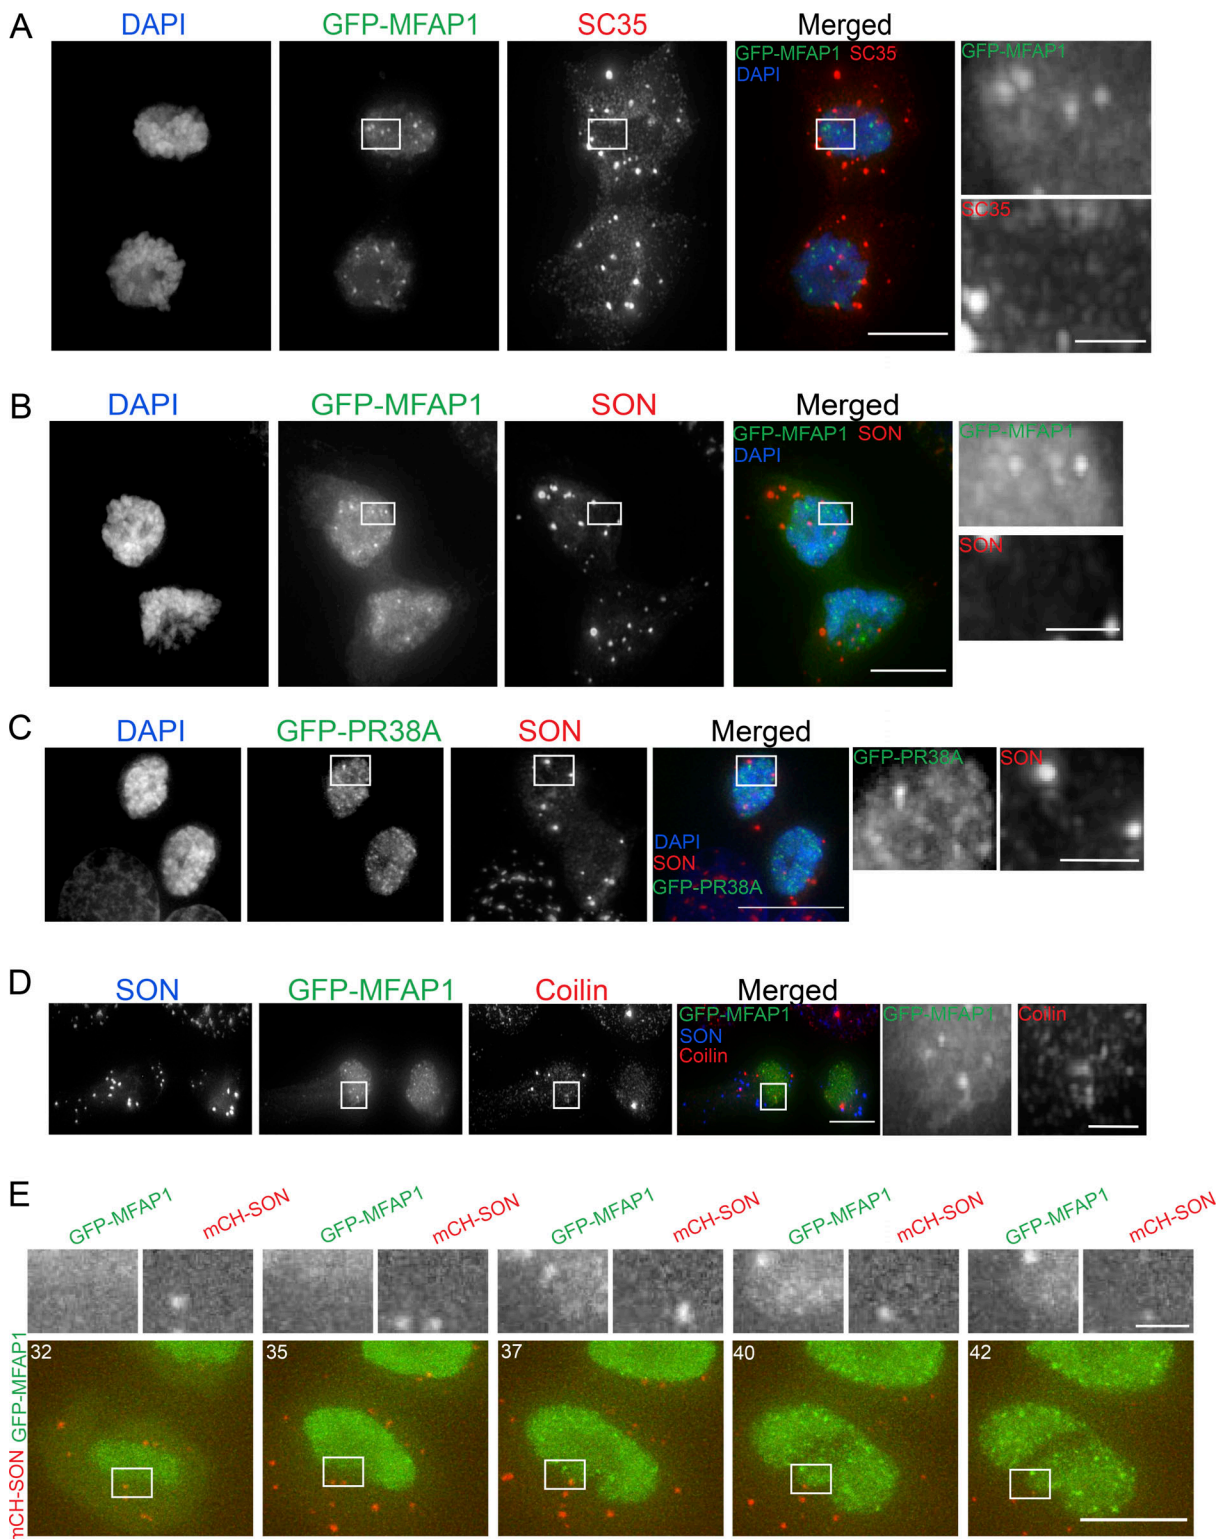 A
DAPI GFP-MFAP1 SC35 Merged
GFP-MFAP1 SC35
DAPI
GFP-MFAP1
SC35
B
DAPI GFP-MFAP1 SON Merged
GFP-MFAP1 SON
DAPI
GFP-MFAP1
SON
C
DAPI GFP-PR38A SON Merged
DAPI
SON
GFP-PR38A
GFP-PR38A
SON
D
SON GFP-MFAP1 Coilin Merged
GFP-MFAP1
SON
Coilin
GFP-MFAP1
Coilin
E
GFP-MFAP1 mCH-SON GFP-MFAP1 mCH-SON GFP-MFAP1 mCH-SON GFP-MFAP1 mCH-SON GFP-MFAP1 mCH-SON
mCH-SON GFP-MFAP1
32 35 37 40 42